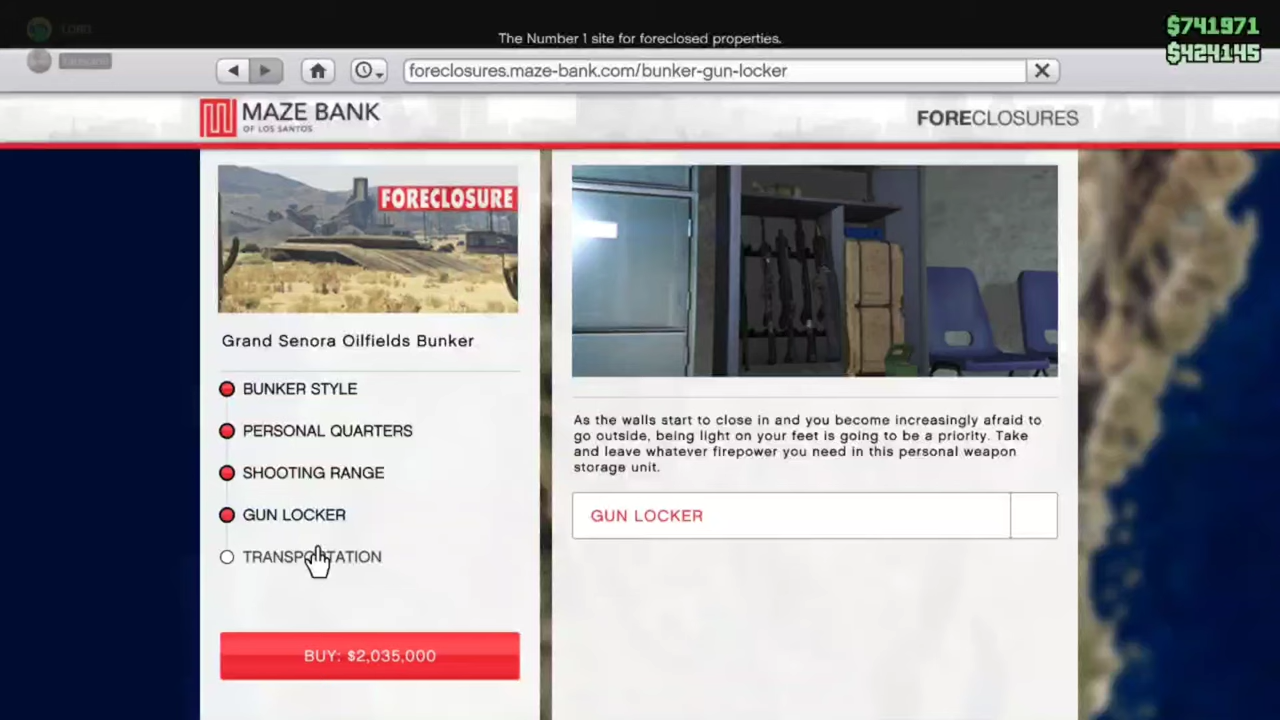 $741971
The Number 1 site for foreclosed properties.
$424145
foreclosures.maze-bank.com/bunker-gun-locker
MAZE BANK
OF LOS SANTOS
FORECLOSURES
FORECLOSURE
Grand Senora Oilfields Bunker
BUNKER STYLE
PERSONAL QUARTERS
SHOOTING RANGE
GUN LOCKER
TRANSPORTATION
BUY: $2,035,000
As the walls start to close in and you become increasingly afraid to
go outside, being light on your feet is going to be a priority. Take
and leave whatever firepower you need in this personal weapon
storage unit.
GUN LOCKER